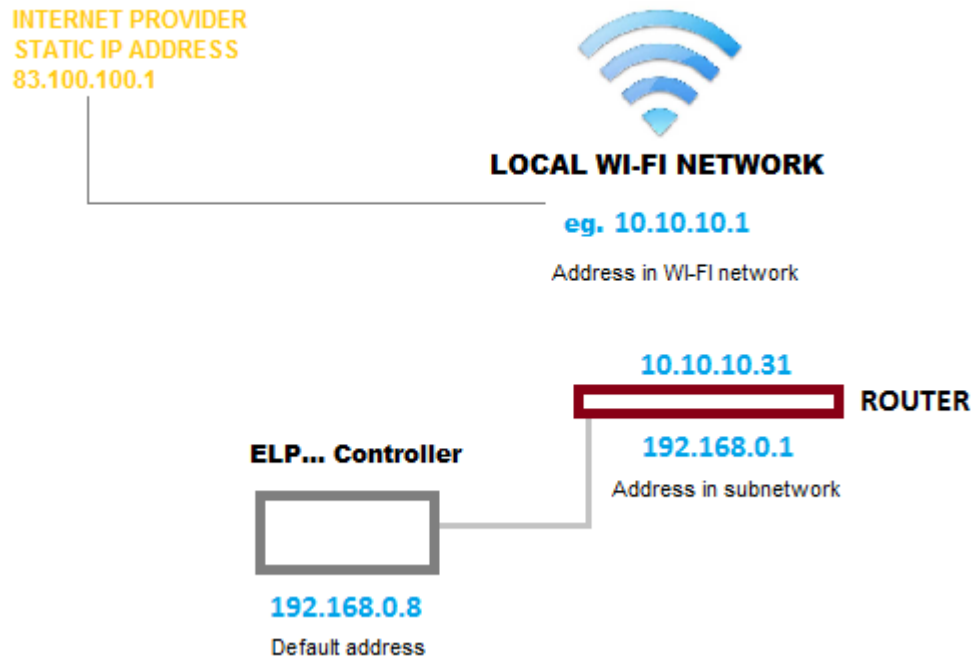 INTERNET PROVIDER
STATIC IP ADDRESS
83.100.100.1
LOCAL WI-FI NETWORK
eg. 10.10.10.1
Address in WI-FI network
10.10.10.31
ROUTER
192.168.0.1
Address in subnetwork
ELP... Controller
192.168.0.8
Default address